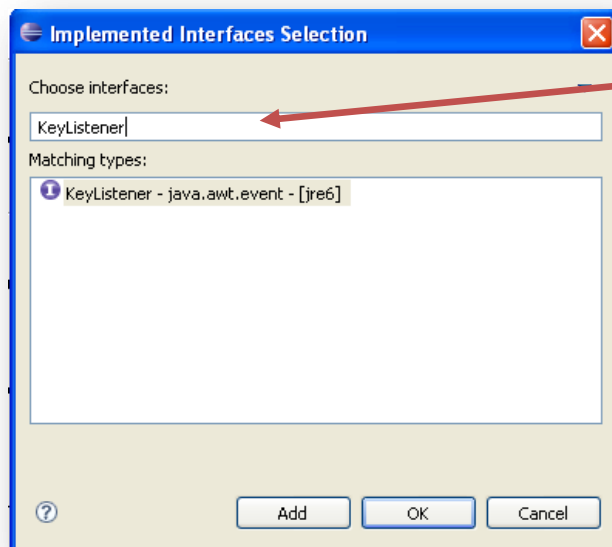 Implemented Interfaces Selection
Choose interfaces:
KeyListener
Matching types:
KeyListener - java.awt.event - [jre6]
Add OK Cancel